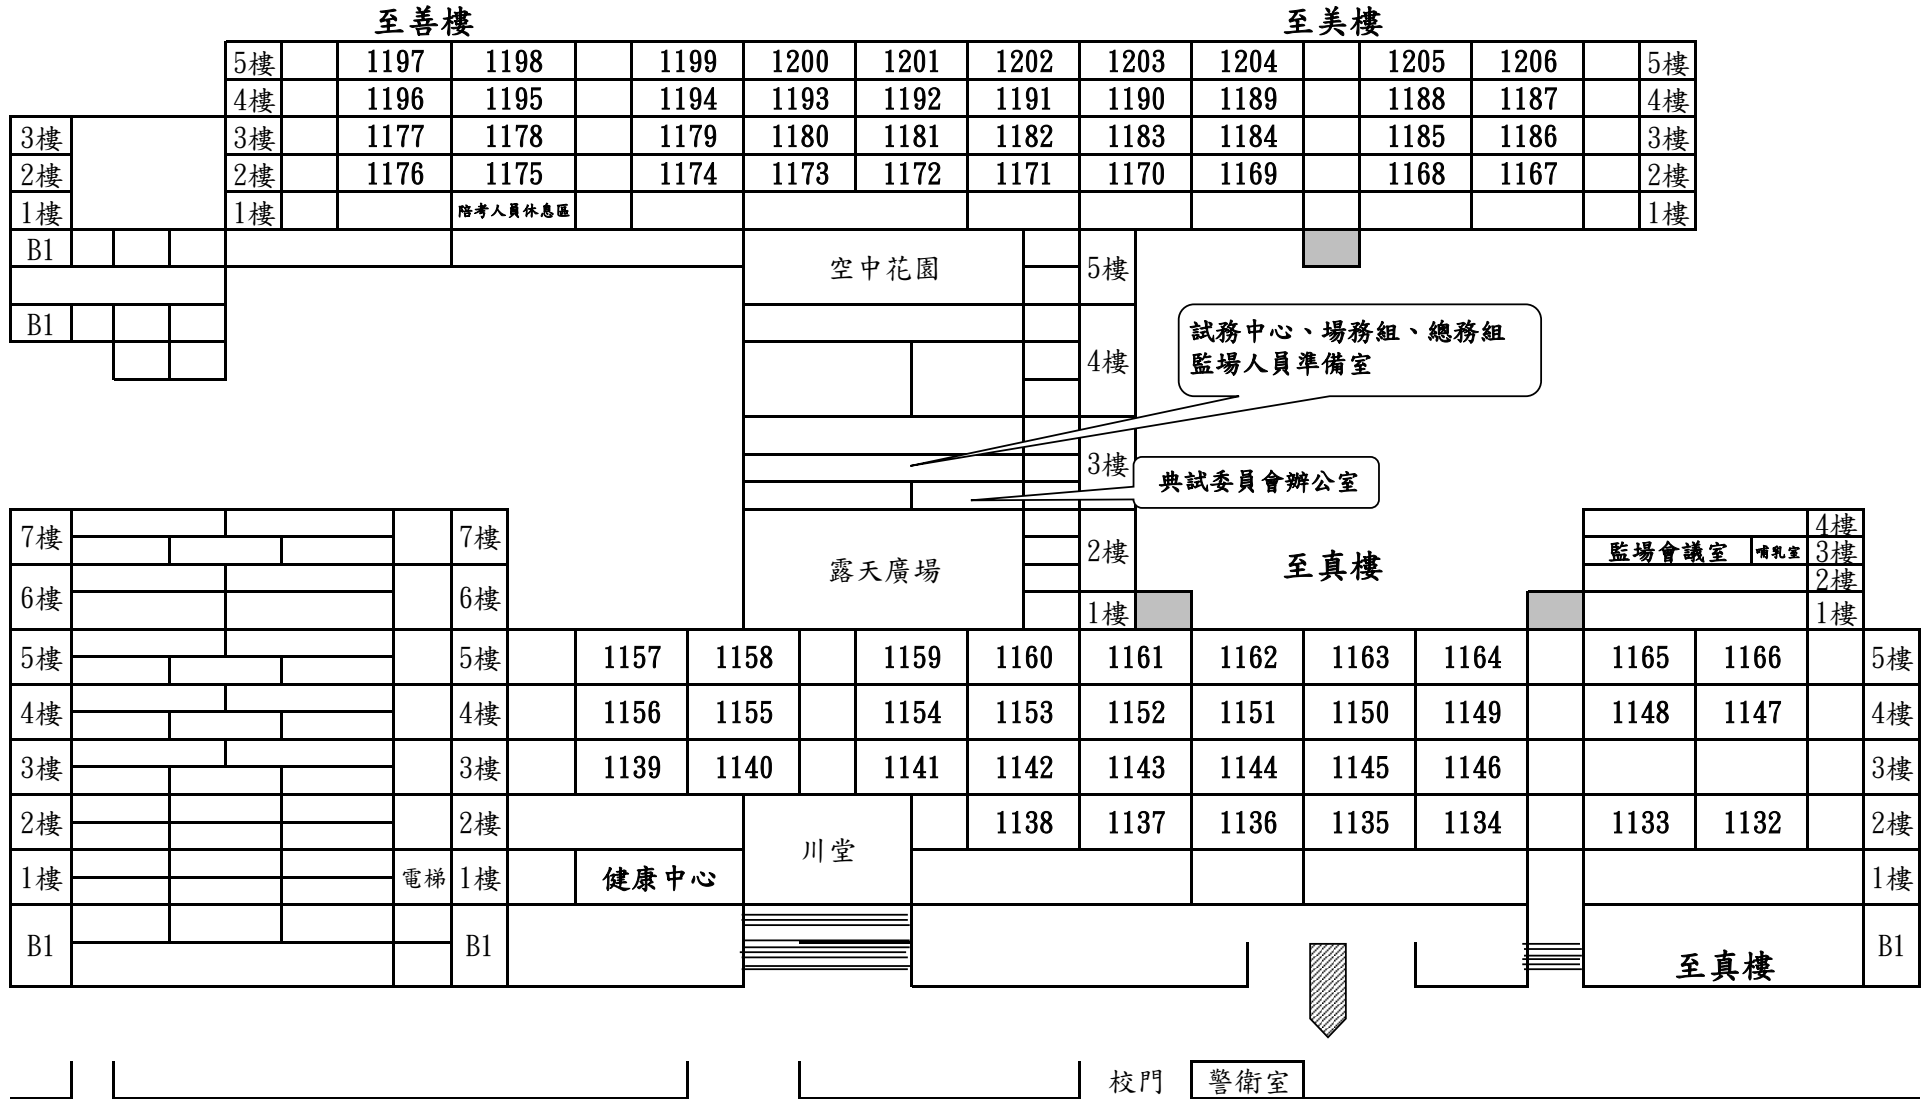 至善樓 至美樓
5樓 1197 1198 1199 1200 1201 1202 1203 1204 1205 1206 5樓
4樓 1196 1195 1194 1193 1192 1191 1190 1189 1188 1187 4樓
3樓 3樓 1177 1178 1179 1180 1181 1182 1183 1184 1185 1186 3樓
2樓 2樓 1176 1175 1174 1173 1172 1171 1170 1169 1168 1167 2樓
1樓 1樓 陪考人員休息區 1樓
B1
空中花園 5樓
B1
試務中心、場務組、總務組
監場人員準備室
4樓
3樓
典試委員會辦公室
7樓 7樓
露天廣場 2樓
至真樓
4樓
監場會議室 哺乳室 3樓
2樓
6樓 6樓
1樓 1樓
5樓 5樓 1157 1158 1159 1160 1161 1162 1163 1164 1165 1166 5樓
4樓 4樓 1156 1155 1154 1153 1152 1151 1150 1149 1148 1147 4樓
3樓 3樓 1139 1140 1141 1142 1143 1144 1145 1146 3樓
2樓 2樓 1138 1137 1136 1135 1134 1133 1132 2樓
川堂
1樓 電梯 1樓 健康中心 1樓
B1 B1 B1
至真樓
校門 警衛室